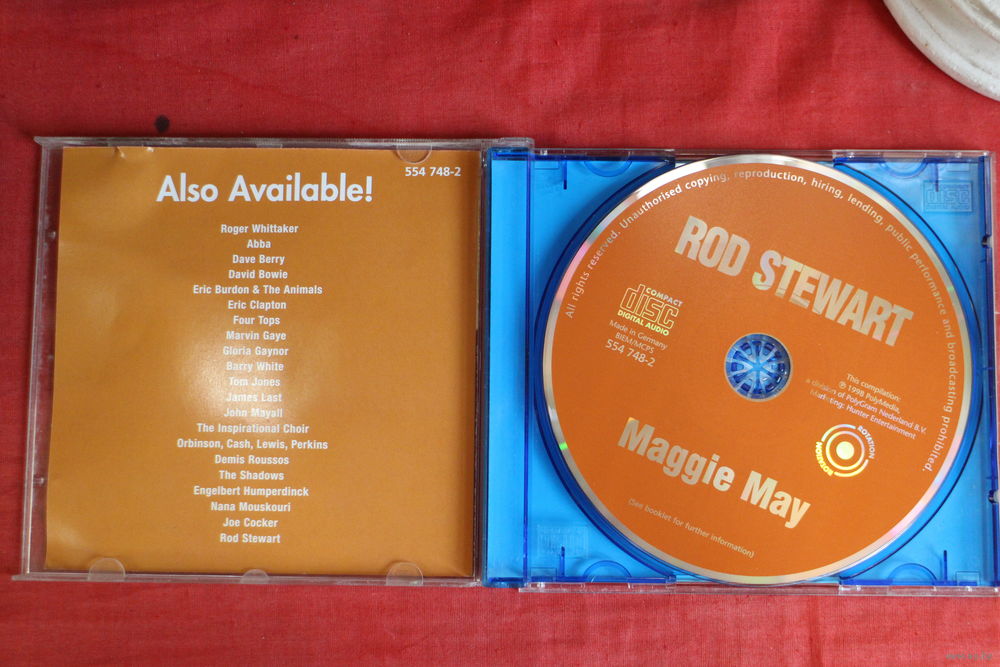 Also Available!
554 748-2
Roger Whittaker
Abba
Dave Berry
David Bowie
Eric Burdon & The Animals
Eric Clapton
Four Tops
Marvin Gaye
Gloria Gaynor
Barry White
Tom Jones
James Last
John Mayall
The Inspirational Choir
Orbinson, Cash, Lewis, Perkins
Demis Roussos
The Shadows
Engelbert Humperdinck
Nana Mouskouri
Joe Cocker
Rod Stewart
All rights reserved. Unauthorised copying, reproduction, hiring, lending, public performance and broadcasting prohibited.
ROD STEWART
COMPACT
disc
DIGITAL AUDIO
Made in Germany
BIEM/MCPS
554 748-2
This compilation:
℗ 1998 PolyMedia,
a division of PolyGram Nederland B.V.
Marketing: Hunter Entertainment
ROTATION
ROTATION
Maggie May
(See booklet for further information)
disc